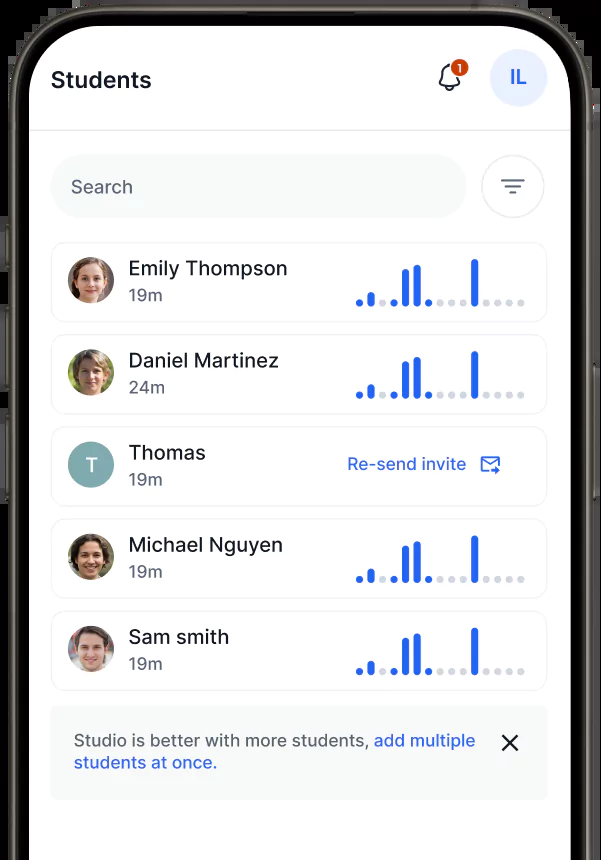 Students
1
IL
Search
Emily Thompson
19m
Daniel Martinez
24m
T
Thomas
19m
Re-send invite
Michael Nguyen
19m
Sam smith
19m
Studio is better with more students, add multiple
students at once.